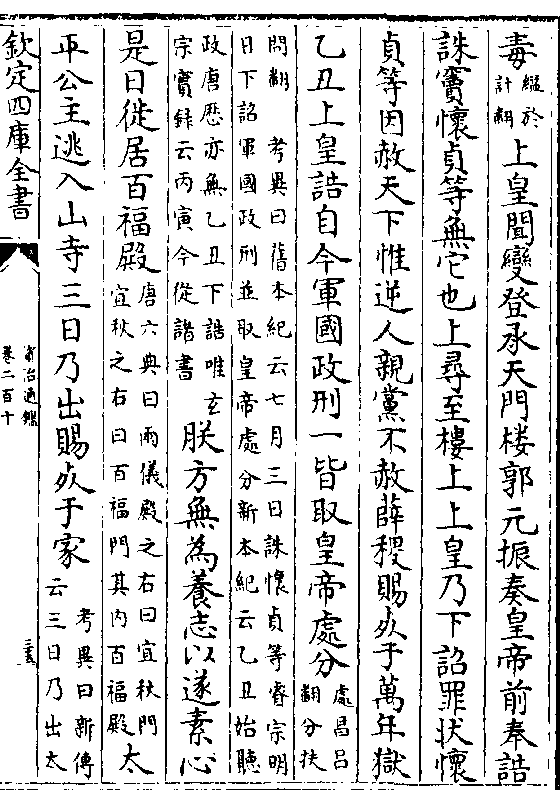 毒縊於計翻上皇聞變登承天門楼郭元振奏皇帝前奉誥
誅竇懷貞等無它也上尋至樓上上皇乃下詔罪状懷
貞等因赦天下惟逆人親黨不赦薛稷賜㱔于萬年獄
乙丑上皇誥自今軍國政刑一皆取皇帝處分處昌吕翻分扶
問翻考異曰舊本紀云七月三日誅懷貞等睿宗明日下詔軍國政刑並取皇帝處分新本紀云乙丑始聽
政唐厯亦無乙丑下誥唯玄宗實録云丙寅今從諸書朕方無為養志以遂素心
是日徙居百福殿唐六典曰兩儀殿之右曰宜秋門宜秋之右曰百福門其内百福殿太
平公主逃入山寺三日乃出賜㱔于家考異曰新傳云三日乃出太
欽定四庫全書
資治通鑑
卷二百十